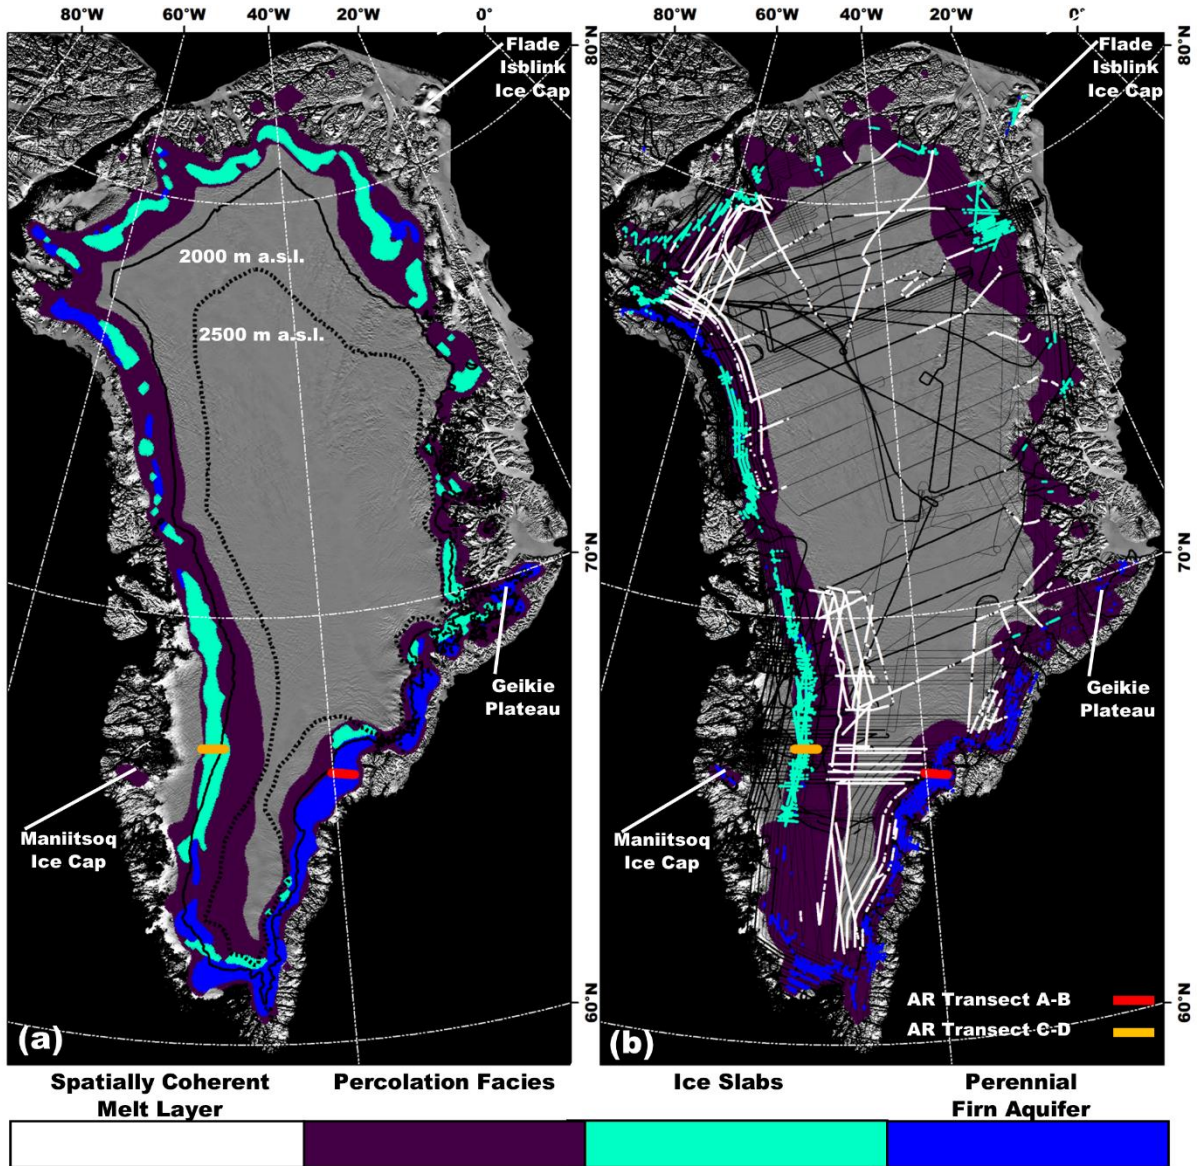 80°W 60°W 40°W 20°W 0°
80°W 60°W 40°W 20°W 0°
80°N
80°N
Flade
Isblink
Ice Cap
Flade
Isblink
Ice Cap
2000 m a.s.l.
2500 m a.s.l.
70°N
70°N
Geikie
Plateau
Geikie
Plateau
Maniitsoq
Ice Cap
Maniitsoq
Ice Cap
60°N
60°N
AR Transect A-B
AR Transect C-D
(a)
(b)
Spatially Coherent
Melt Layer
Percolation Facies
Ice Slabs
Perennial
Firn Aquifer